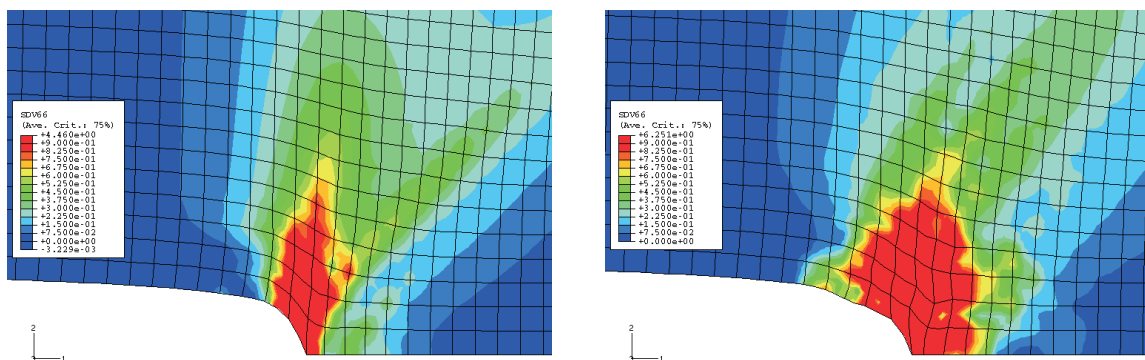 SDV66
(Ave. Crit.: 75%)
+4.460e+00
+9.000e-01
+8.250e-01
+7.500e-01
+6.750e-01
+6.000e-01
+5.250e-01
+4.500e-01
+3.750e-01
+3.000e-01
+2.250e-01
+1.500e-01
+7.500e-02
+0.000e+00
-3.229e-03
2
3 1
SDV66
(Ave. Crit.: 75%)
+6.251e+00
+9.000e-01
+8.250e-01
+7.500e-01
+6.750e-01
+6.000e-01
+5.250e-01
+4.500e-01
+3.750e-01
+3.000e-01
+2.250e-01
+1.500e-01
+7.500e-02
+0.000e+00
2
3 1